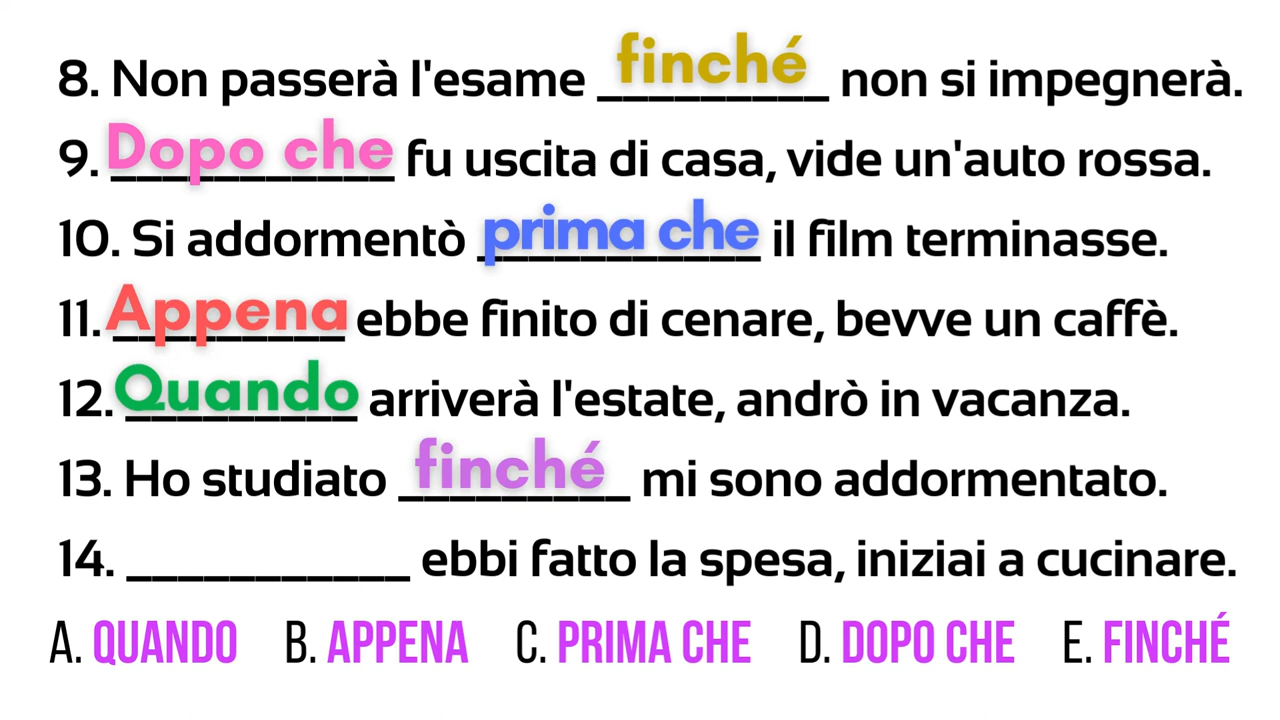 8. Non passerà l'esame finché non si impegnerà.
9. Dopo che fu uscita di casa, vide un'auto rossa.
10. Si addormentò prima che il film terminasse.
11. Appena ebbe finito di cenare, bevve un caffè.
12. Quando arriverà l'estate, andrò in vacanza.
13. Ho studiato finché mi sono addormentato.
14. ___________ ebbi fatto la spesa, iniziai a cucinare.
A. QUANDO B. APPENA C. PRIMA CHE D. DOPO CHE E. FINCHÉ